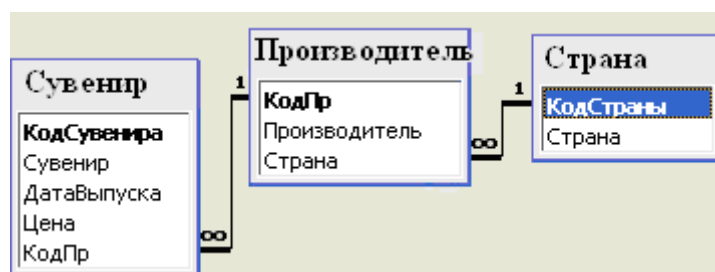 Сувенир
КодСувенира
Сувенир
ДатаВыпуска
Цена
КодПр
Производитель
КодПр
Производитель
Страна
Страна
КодСтраны
Страна
1
∞
1
∞